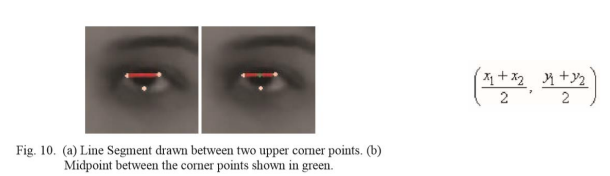 (x₁ + x₂ / 2, y₁ + y₂ / 2)
Fig. 10. (a) Line Segment drawn between two upper corner points. (b)
Midpoint between the corner points shown in green.